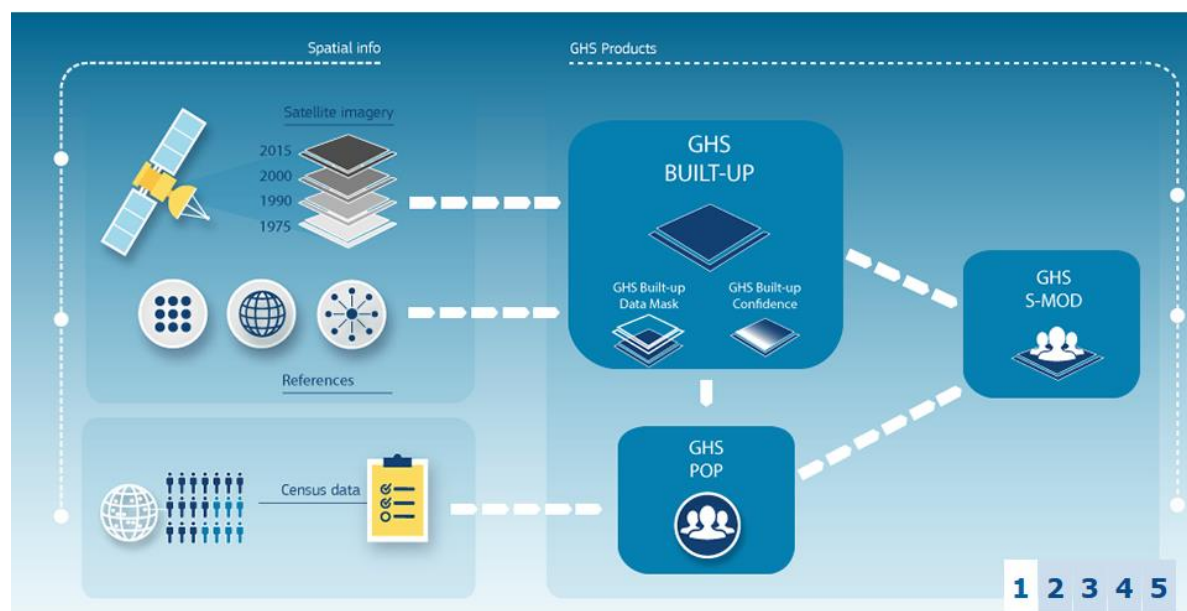 Spatial info
GHS Products
Satellite imagery
2015
2000
1990
1975
References
Census data
GHS
BUILT-UP
GHS Built-up
Data Mask
GHS Built-up
Confidence
GHS
POP
GHS
S-MOD
1 2 3 4 5